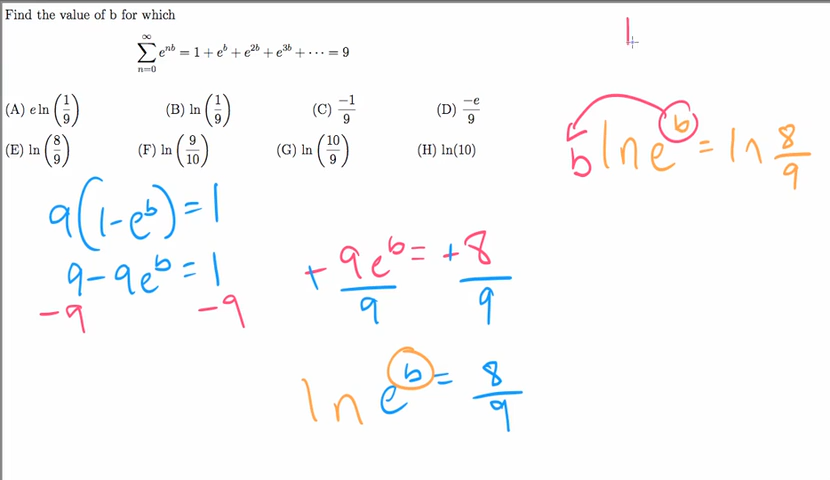 Find the value of b for which
∞
∑ e^{nb} = 1 + e^b + e^{2b} + e^{3b} + ⋯ = 9
n=0
(A) e ln(1/9) (B) ln(1/9) (C) -1/9 (D) -e/9
(E) ln(8/9) (F) ln(9/10) (G) ln(10/9) (H) ln(10)
b ln e^b = ln 8/9
9(1-e^b)=1
9-9e^b=1
-9 -9
+9e^b/9 = +8/9
ln e^b = 8/9